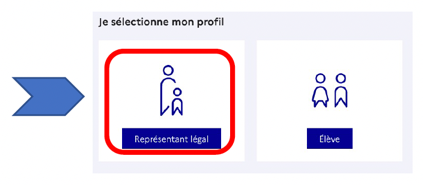 Je sélectionne mon profil
Représentant légal
Élève